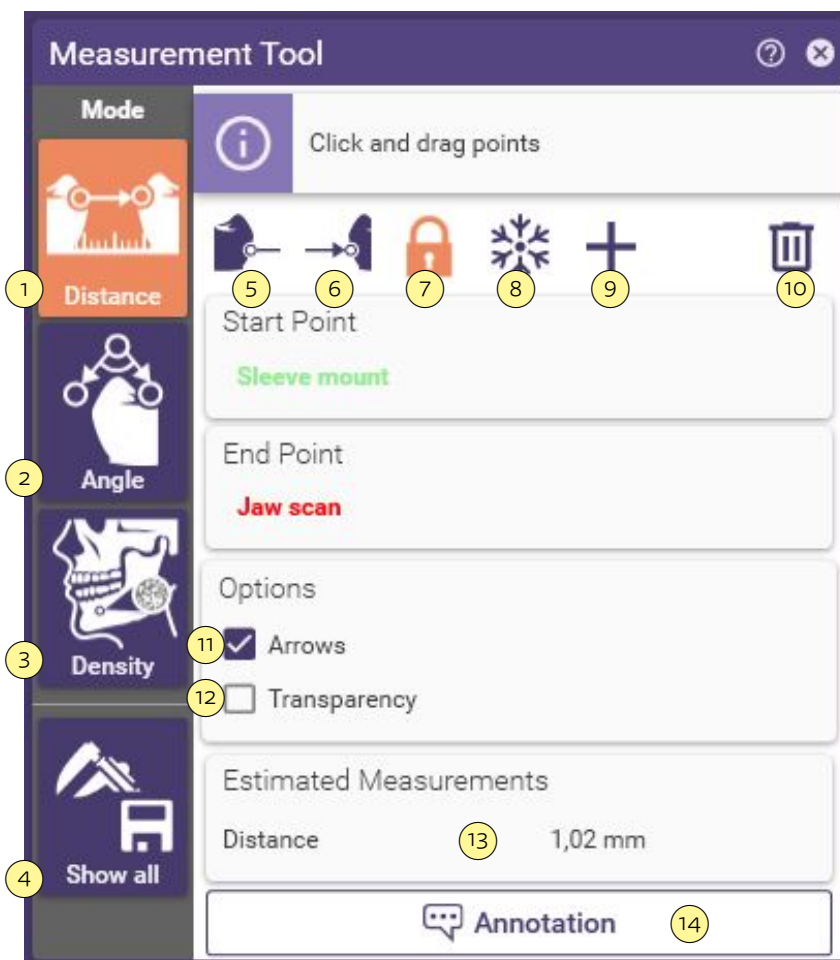 Measurement Tool
Mode
Click and drag points
1
Distance
5
6
7
8
9
10
Start Point
Sleeve mount
2
Angle
End Point
Jaw scan
3
Density
Options
11
Arrows
12
Transparency
4
Show all
Estimated Measurements
Distance 13 1,02 mm
Annotation 14